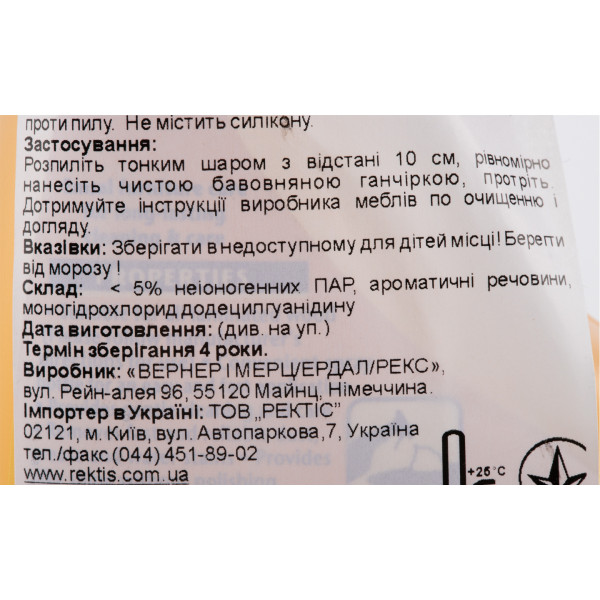 проти пилу. Не містить силікону.
Застосування:
Розпиліть тонким шаром з відстані 10 см, рівномірно
нанесіть чистою бавовняною ганчіркою, протріть.
Дотримуйте інструкції виробника меблів по очищенню і
догляду.
Вказівки: Зберігати в недоступному для дітей місці! Берегти
від морозу !
Склад: < 5% неіоногенних ПАР, ароматичні речовини,
моногідрохлорид додецилгуанідину
Дата виготовлення: (див. на уп.)
Термін зберігання 4 роки.
Виробник: «ВЕРНЕР І МЕРЦ/ЕРДАЛ/РЕКС»,
вул. Рейн-алея 96, 55120 Майнц, Німеччина.
Імпортер в Україні: ТОВ „РЕКТІС”
02121, м. Київ, вул. Автопаркова,7, Україна
тел./факс (044) 451-89-02
www.rektis.com.ua
+25 °C
PROPERTIES
Provides
polishing